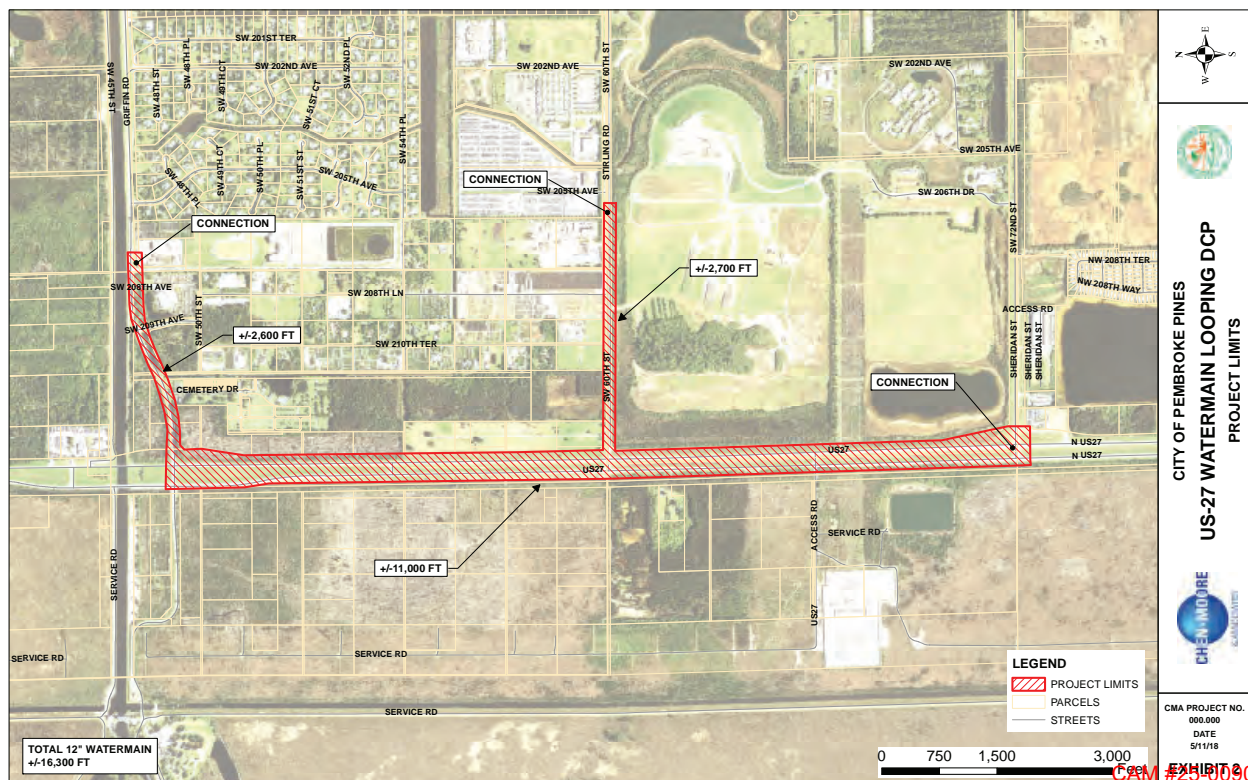 SW 201ST TER
SW 202ND AVE
SW 48TH PL
SW 52ND PL
SW 45TH ST
GRIFFIN RD
SW 48TH ST
SW 49TH CT
SW 51ST CT
SW 54TH PL
SW 49TH CT
SW 50TH PL
SW 51ST ST
SW 205TH AVE
SW 48TH PL
SW 202ND AVE
SW 60TH ST
STIRLING RD
CONNECTION
SW 205TH AVE
SW 202ND AVE
SW 205TH AVE
SW 206TH DR
SW 72ND ST
CONNECTION
SW 208TH AVE
SW 209TH AVE
SW 50TH ST
SW 208TH LN
SW 210TH TER
+/-2,600 FT
CEMETERY DR
+/-2,700 FT
SW 60TH ST
NW 208TH TER
NW 208TH WAY
ACCESS RD
SHERIDAN ST
SHERIDAN ST
SHERIDAN ST
CONNECTION
US27
US27
N US27
N US27
+/-11,000 FT
SERVICE RD
ACCESS RD
SERVICE RD
US27
SERVICE RD
SERVICE RD
SERVICE RD
TOTAL 12" WATERMAIN
+/-16,300 FT
LEGEND
PROJECT LIMITS
PARCELS
STREETS
0 750 1,500 3,000
Feet
N
E
S
W
CITY OF PEMBROKE PINES
US-27 WATERMAIN LOOPING DCP
PROJECT LIMITS
CHEN·MOORE
& ASSOCIATES
CMA PROJECT NO.
000.000
DATE
5/11/18
EXHIBIT 2